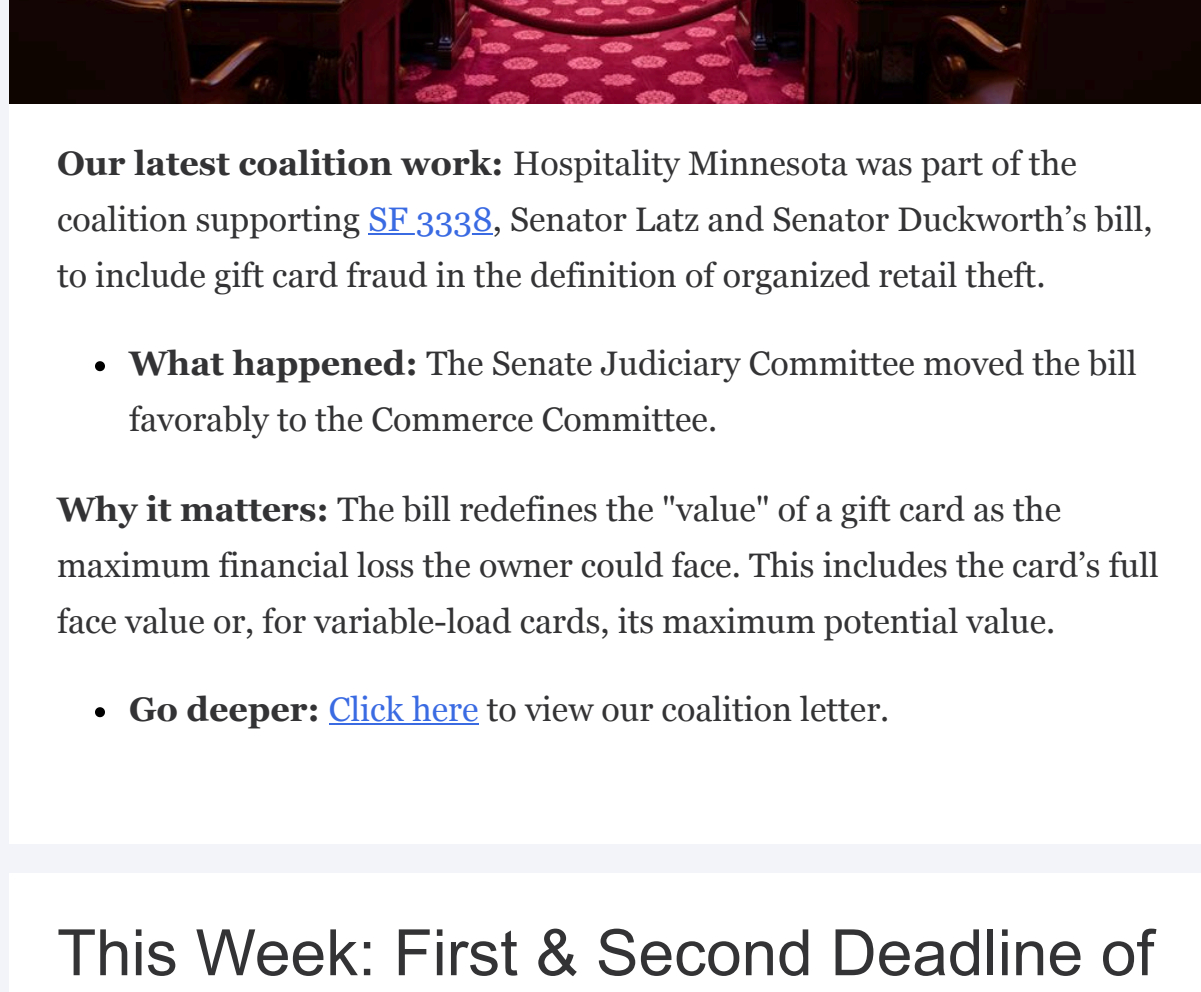 Our latest coalition work: Hospitality Minnesota was part of the
coalition supporting SF 3338, Senator Latz and Senator Duckworth’s bill,
to include gift card fraud in the definition of organized retail theft.
• What happened: The Senate Judiciary Committee moved the bill
favorably to the Commerce Committee.
Why it matters: The bill redefines the "value" of a gift card as the
maximum financial loss the owner could face. This includes the card’s full
face value or, for variable-load cards, its maximum potential value.
• Go deeper: Click here to view our coalition letter.
This Week: First & Second Deadline of